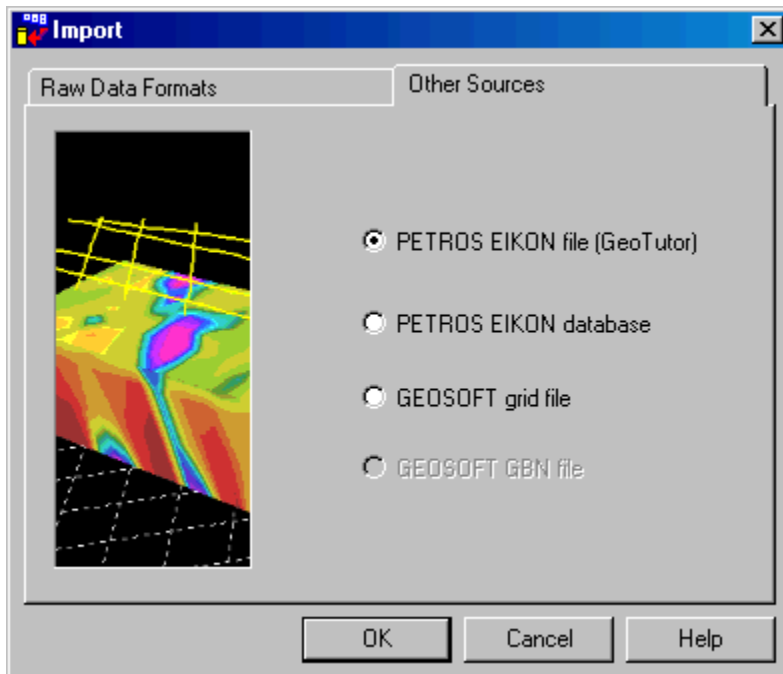 Import
Raw Data Formats
Other Sources
PETROS EIKON file (GeoTutor)
PETROS EIKON database
GEOSOFT grid file
GEOSOFT GBN file
OK
Cancel
Help